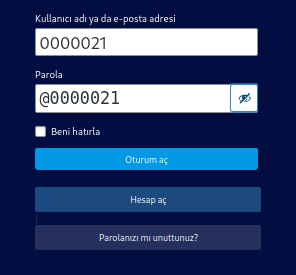 Kullanıcı adı ya da e-posta adresi
0000021
Parola
@0000021
Beni hatırla
Oturum aç
Hesap aç
Parolanızı mı unuttunuz?